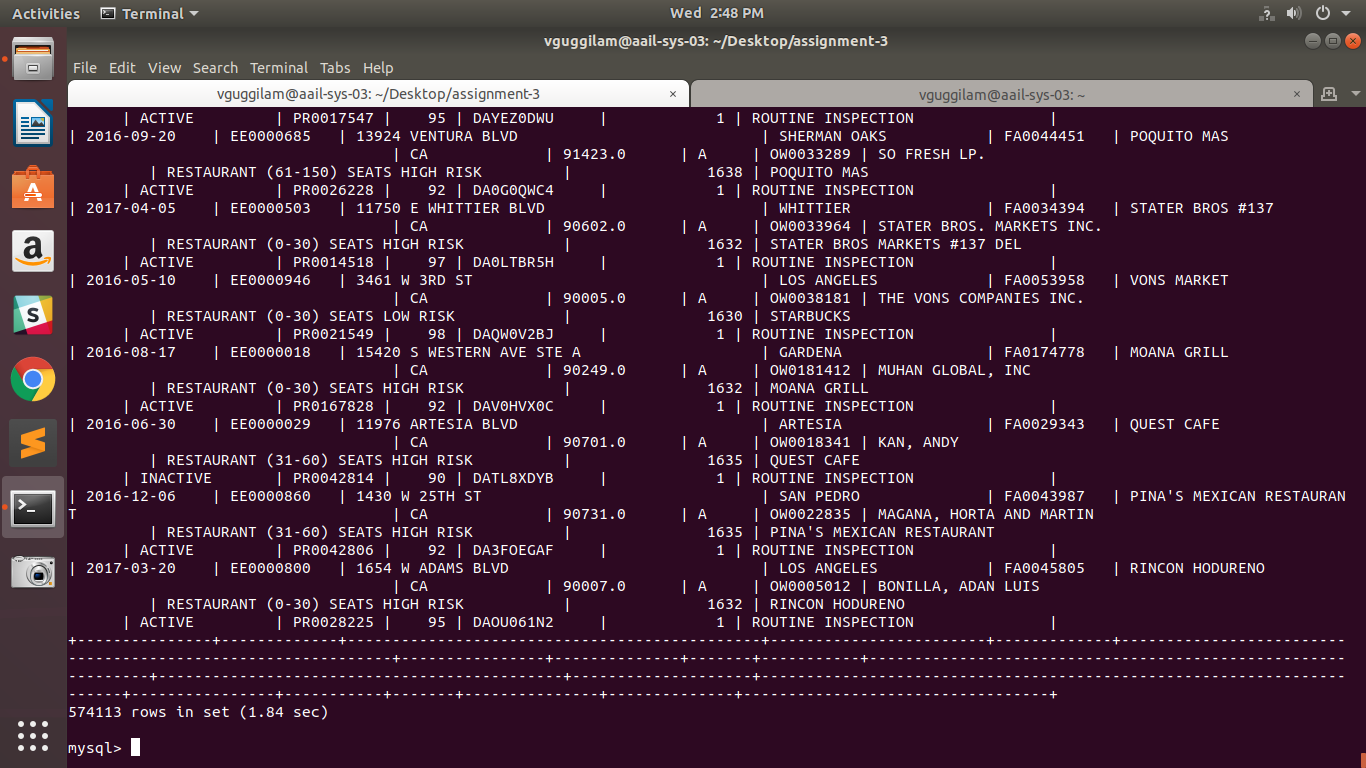 Activities Terminal Wed 2:48 PM
vguggilam@aail-sys-03: ~/Desktop/assignment-3
File Edit View Search Terminal Tabs Help
vguggilam@aail-sys-03: ~/Desktop/assignment-3 × vguggilam@aail-sys-03: ~ ×
| ACTIVE | PR0017547 | 95 | DAYEZ0DWU | 1 | ROUTINE INSPECTION |
| 2016-09-20 | EE0000685 | 13924 VENTURA BLVD | SHERMAN OAKS | FA0044451 | POQUITO MAS
| CA | 91423.0 | A | OW0033289 | SO FRESH LP.
| RESTAURANT (61-150) SEATS HIGH RISK | 1638 | POQUITO MAS
| ACTIVE | PR0026228 | 92 | DA0G0QWC4 | 1 | ROUTINE INSPECTION |
| 2017-04-05 | EE0000503 | 11750 E WHITTIER BLVD | WHITTIER | FA0034394 | STATER BROS #137
| CA | 90602.0 | A | OW0033964 | STATER BROS. MARKETS INC.
| RESTAURANT (0-30) SEATS HIGH RISK | 1632 | STATER BROS MARKETS #137 DEL
| ACTIVE | PR0014518 | 97 | DA0LTBR5H | 1 | ROUTINE INSPECTION |
| 2016-05-10 | EE0000946 | 3461 W 3RD ST | LOS ANGELES | FA0053958 | VONS MARKET
| CA | 90005.0 | A | OW0038181 | THE VONS COMPANIES INC.
| RESTAURANT (0-30) SEATS LOW RISK | 1630 | STARBUCKS
| ACTIVE | PR0021549 | 98 | DAQW0V2BJ | 1 | ROUTINE INSPECTION |
| 2016-08-17 | EE0000018 | 15420 S WESTERN AVE STE A | GARDENA | FA0174778 | MOANA GRILL
| CA | 90249.0 | A | OW0181412 | MUHAN GLOBAL, INC
| RESTAURANT (0-30) SEATS HIGH RISK | 1632 | MOANA GRILL
| ACTIVE | PR0167828 | 92 | DAV0HVX0C | 1 | ROUTINE INSPECTION |
| 2016-06-30 | EE0000029 | 11976 ARTESIA BLVD | ARTESIA | FA0029343 | QUEST CAFE
| CA | 90701.0 | A | OW0018341 | KAN, ANDY
| RESTAURANT (31-60) SEATS HIGH RISK | 1635 | QUEST CAFE
| INACTIVE | PR0042814 | 90 | DATL8XDYB | 1 | ROUTINE INSPECTION |
| 2016-12-06 | EE0000860 | 1430 W 25TH ST | SAN PEDRO | FA0043987 | PINA'S MEXICAN RESTAURAN
T | CA | 90731.0 | A | OW0022835 | MAGANA, HORTA AND MARTIN
| RESTAURANT (31-60) SEATS HIGH RISK | 1635 | PINA'S MEXICAN RESTAURANT
| ACTIVE | PR0042806 | 92 | DA3FOEGAF | 1 | ROUTINE INSPECTION |
| 2017-03-20 | EE0000800 | 1654 W ADAMS BLVD | LOS ANGELES | FA0045805 | RINCON HODURENO
| CA | 90007.0 | A | OW0005012 | BONILLA, ADAN LUIS
| RESTAURANT (0-30) SEATS HIGH RISK | 1632 | RINCON HODURENO
| ACTIVE | PR0028225 | 95 | DAOU061N2 | 1 | ROUTINE INSPECTION |
+---------------+-------------+----------------------------------------------+------------------------+-------------+-------------------------
------------------------------------+----------------+--------------+-------+-----------+-----------------------------------------------------
---------+---------------------------------------------+--------------------+-----------------------------------------------------------------
------+----------------+-----------+-------+---------------+--------------+----------------------------------+
574113 rows in set (1.84 sec)
mysql>